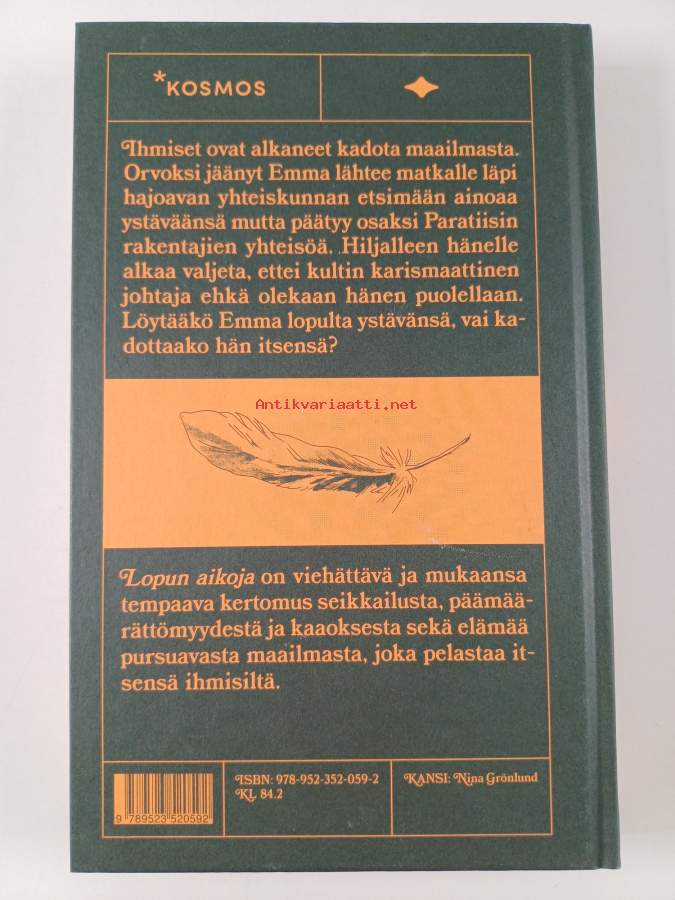 *KOSMOS
Ihmiset ovat alkaneet kadota maailmasta.
Orvoksi jäänyt Emma lähtee matkalle läpi
hajoavan yhteiskunnan etsimään ainoaa
ystäväänsä mutta päätyy osaksi Paratiisin
rakentajien yhteisöä. Hiljalleen hänelle
alkaa valjeta, ettei kultin karismaattinen
johtaja ehkä olekaan hänen puolellaan.
Löytääkö Emma lopulta ystävänsä, vai ka-
dottaako hän itsensä?
Antikvariaatti.net
Lopun aikoja on viehättävä ja mukaansa
tempaava kertomus seikkailusta, päämää-
rättömyydestä ja kaaoksesta sekä elämää
pursuavasta maailmasta, joka pelastaa it-
sensä ihmisiltä.
ISBN: 978-952-352-059-2
KL 84.2
KANSI: Nina Grönlund
9 789523 520592